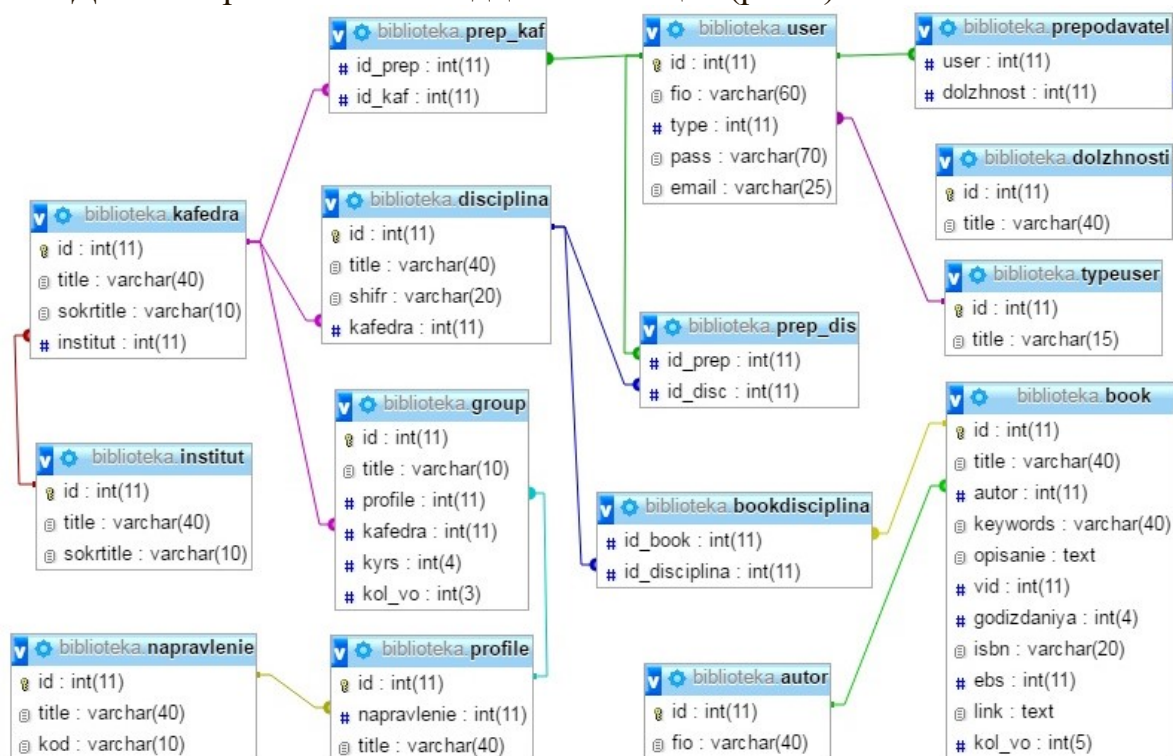 biblioteka.prep_kaf
id_prep : int(11)
id_kaf : int(11)
biblioteka.user
id : int(11)
fio : varchar(60)
type : int(11)
pass : varchar(70)
email : varchar(25)
biblioteka.prepodavatel
user : int(11)
dolzhnost : int(11)
biblioteka.dolzhnosti
id : int(11)
title : varchar(40)
biblioteka.kafedra
id : int(11)
title : varchar(40)
sokrtitle : varchar(10)
institut : int(11)
biblioteka.disciplina
id : int(11)
title : varchar(40)
shifr : varchar(20)
kafedra : int(11)
biblioteka.typeuser
id : int(11)
title : varchar(15)
biblioteka.prep_dis
id_prep : int(11)
id_disc : int(11)
biblioteka.group
id : int(11)
title : varchar(10)
profile : int(11)
kafedra : int(11)
kyrs : int(4)
kol_vo : int(3)
biblioteka.book
id : int(11)
title : varchar(40)
autor : int(11)
keywords : varchar(40)
opisanie : text
vid : int(11)
godizdaniya : int(4)
isbn : varchar(20)
ebs : int(11)
link : text
kol_vo : int(5)
biblioteka.institut
id : int(11)
title : varchar(40)
sokrtitle : varchar(10)
biblioteka.bookdisciplina
id_book : int(11)
id_disciplina : int(11)
biblioteka.napravlenie
id : int(11)
title : varchar(40)
kod : varchar(10)
biblioteka.profile
id : int(11)
napravlenie : int(11)
title : varchar(40)
biblioteka.autor
id : int(11)
fio : varchar(40)